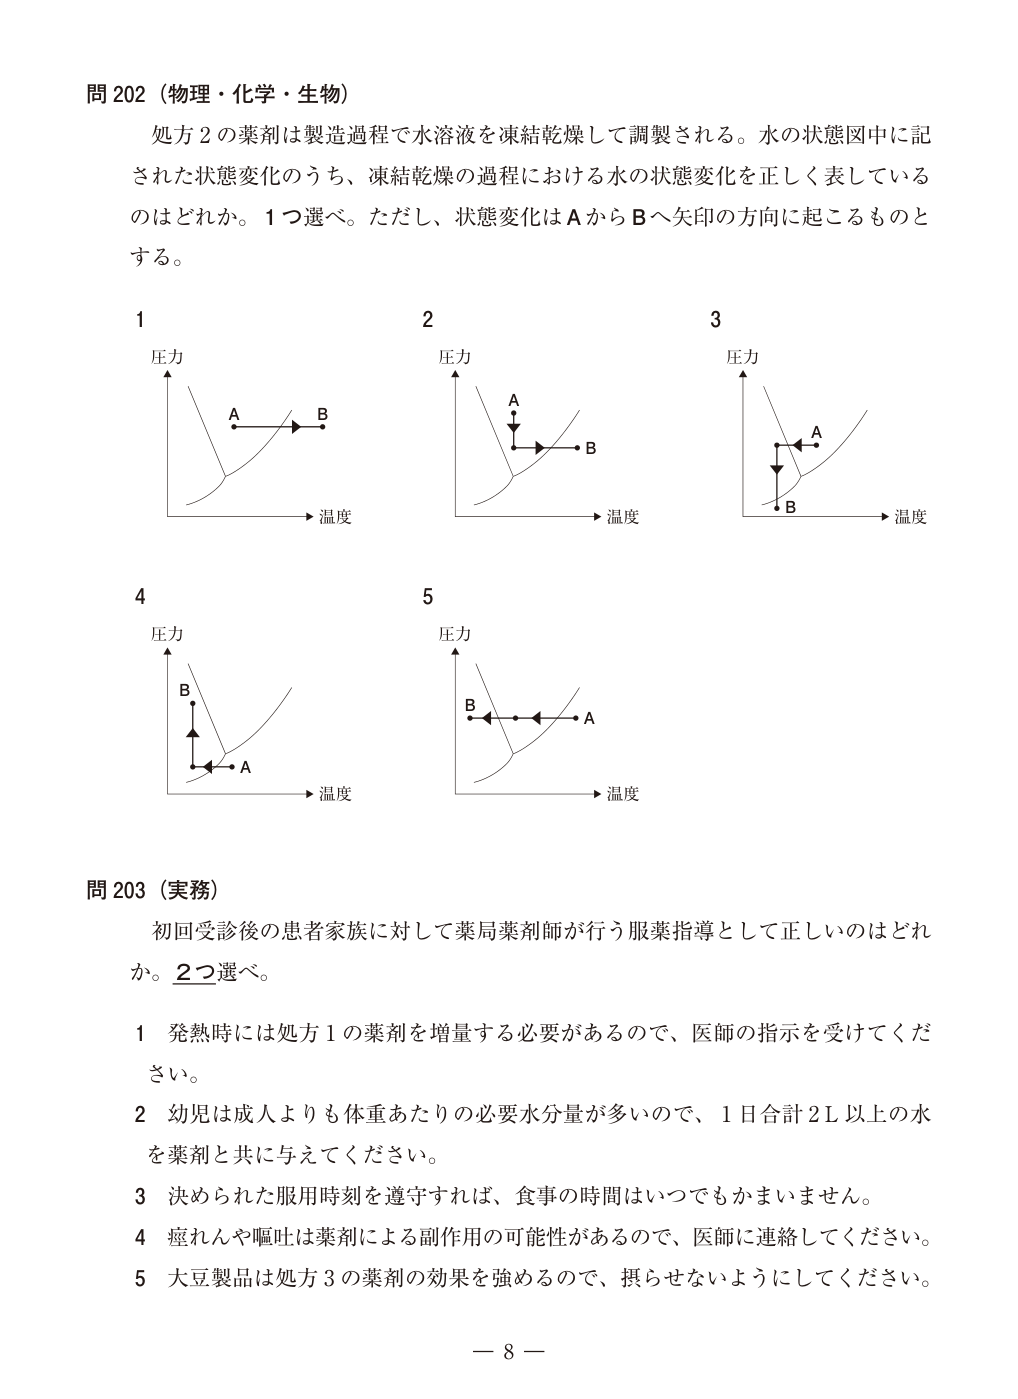 問 202（物理・化学・生物）
処方２の薬剤は製造過程で水溶液を凍結乾燥して調製される。水の状態図中に記
された状態変化のうち、凍結乾燥の過程における水の状態変化を正しく表している
のはどれか。１つ選べ。ただし、状態変化はAからBへ矢印の方向に起こるものと
する。
1
2
3
圧力
圧力
圧力
A
B
温度
A
B
温度
A
B
温度
4
5
圧力
圧力
B
A
温度
B
A
温度
問 203（実務）
初回受診後の患者家族に対して薬局薬剤師が行う服薬指導として正しいのはどれ
か。２つ選べ。
1 発熱時には処方１の薬剤を増量する必要があるので、医師の指示を受けてくだ
さい。
2 幼児は成人よりも体重あたりの必要水分量が多いので、１日合計２L 以上の水
を薬剤と共に与えてください。
3 決められた服用時刻を遵守すれば、食事の時間はいつでもかまいません。
4 痙れんや嘔吐は薬剤による副作用の可能性があるので、医師に連絡してください。
5 大豆製品は処方３の薬剤の効果を強めるので、摂らせないようにしてください。
— 8 —